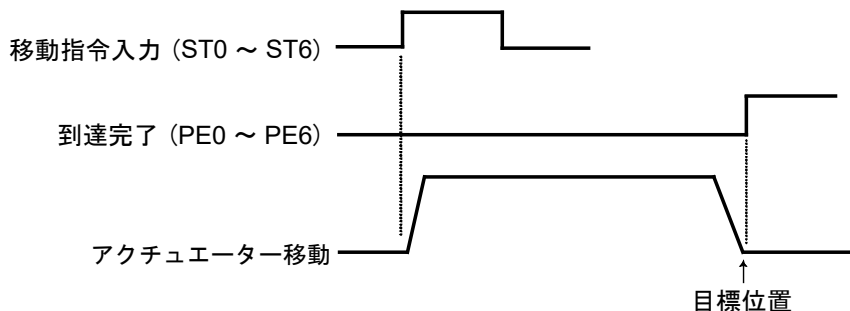 移動指令入力 (ST0 ～ ST6)
到達完了 (PE0 ～ PE6)
アクチュエーター移動
↑
目標位置